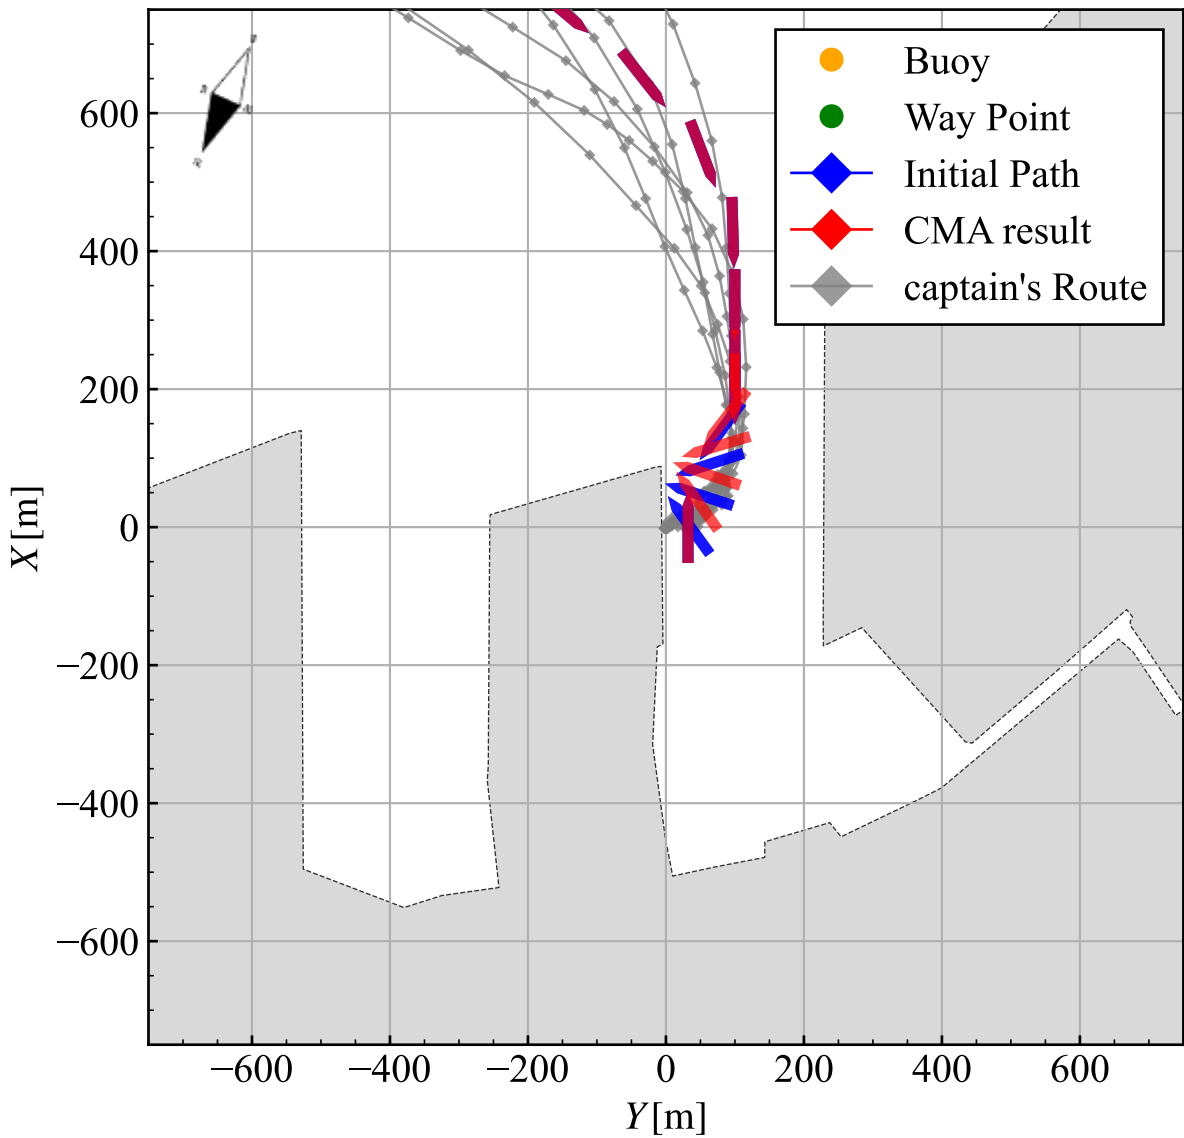 Buoy
Way Point
Initial Path
CMA result
captain's Route
600
400
200
0
−200
−400
−600
X [m]
−600 −400 −200 0 200 400 600
Y [m]